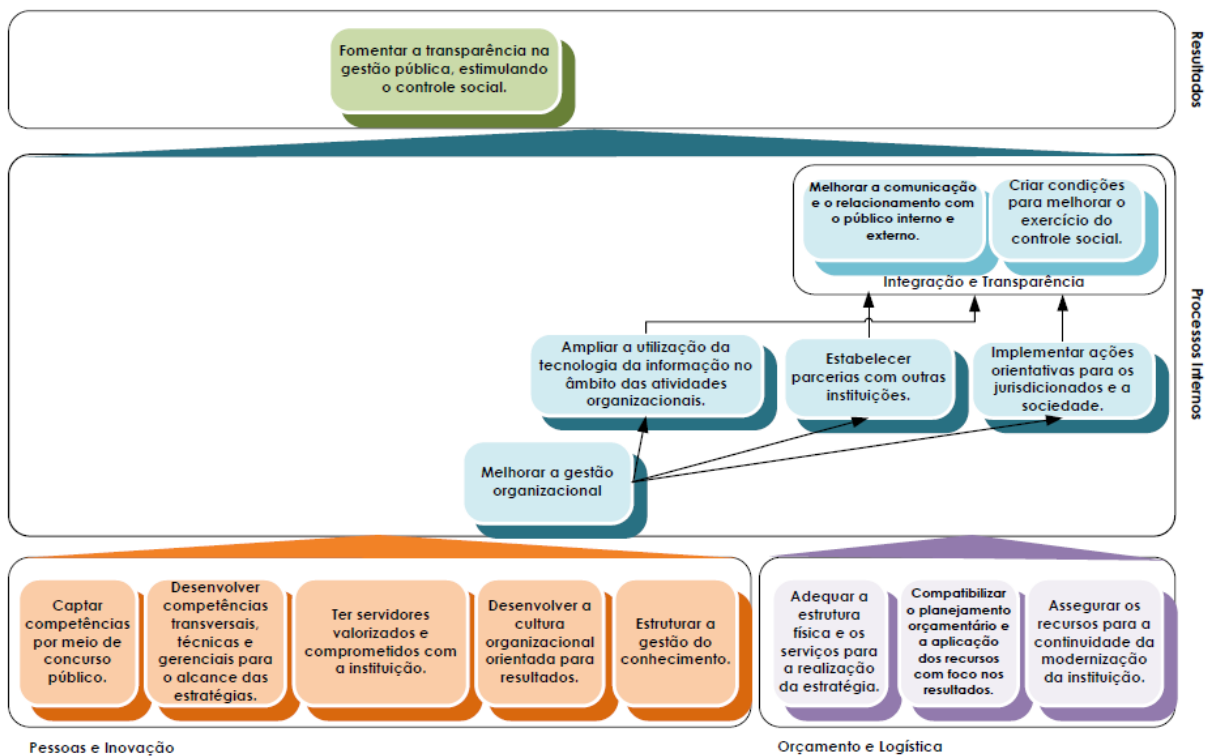 Fomentar a transparência na
gestão pública, estimulando
o controle social.
Resultados
Melhorar a comunicação
e o relacionamento com
o público interno e
externo.
Criar condições
para melhorar o
exercício do
controle social.
Integração e Transparência
Processos Internos
Ampliar a utilização da
tecnologia da informação no
âmbito das atividades
organizacionais.
Estabelecer
parcerias com outras
instituições.
Implementar ações
orientativas para os
jurisdicionados e a
sociedade.
Melhorar a gestão
organizacional
Captar
competências
por meio de
concurso
público.
Desenvolver
competências
transversais,
técnicas e
gerenciais para
o alcance das
estratégias.
Ter servidores
valorizados e
comprometidos com
a instituição.
Desenvolver a
cultura
organizacional
orientada para
resultados.
Estruturar a
gestão do
conhecimento.
Adequar a
estrutura
física e os
serviços para
a realização
da estratégia.
Compatibilizar
o planejamento
orçamentário e
a aplicação
dos recursos
com foco nos
resultados.
Assegurar os
recursos para a
continuidade da
modernização
da instituição.
Pessoas e Inovação
Orçamento e Logística